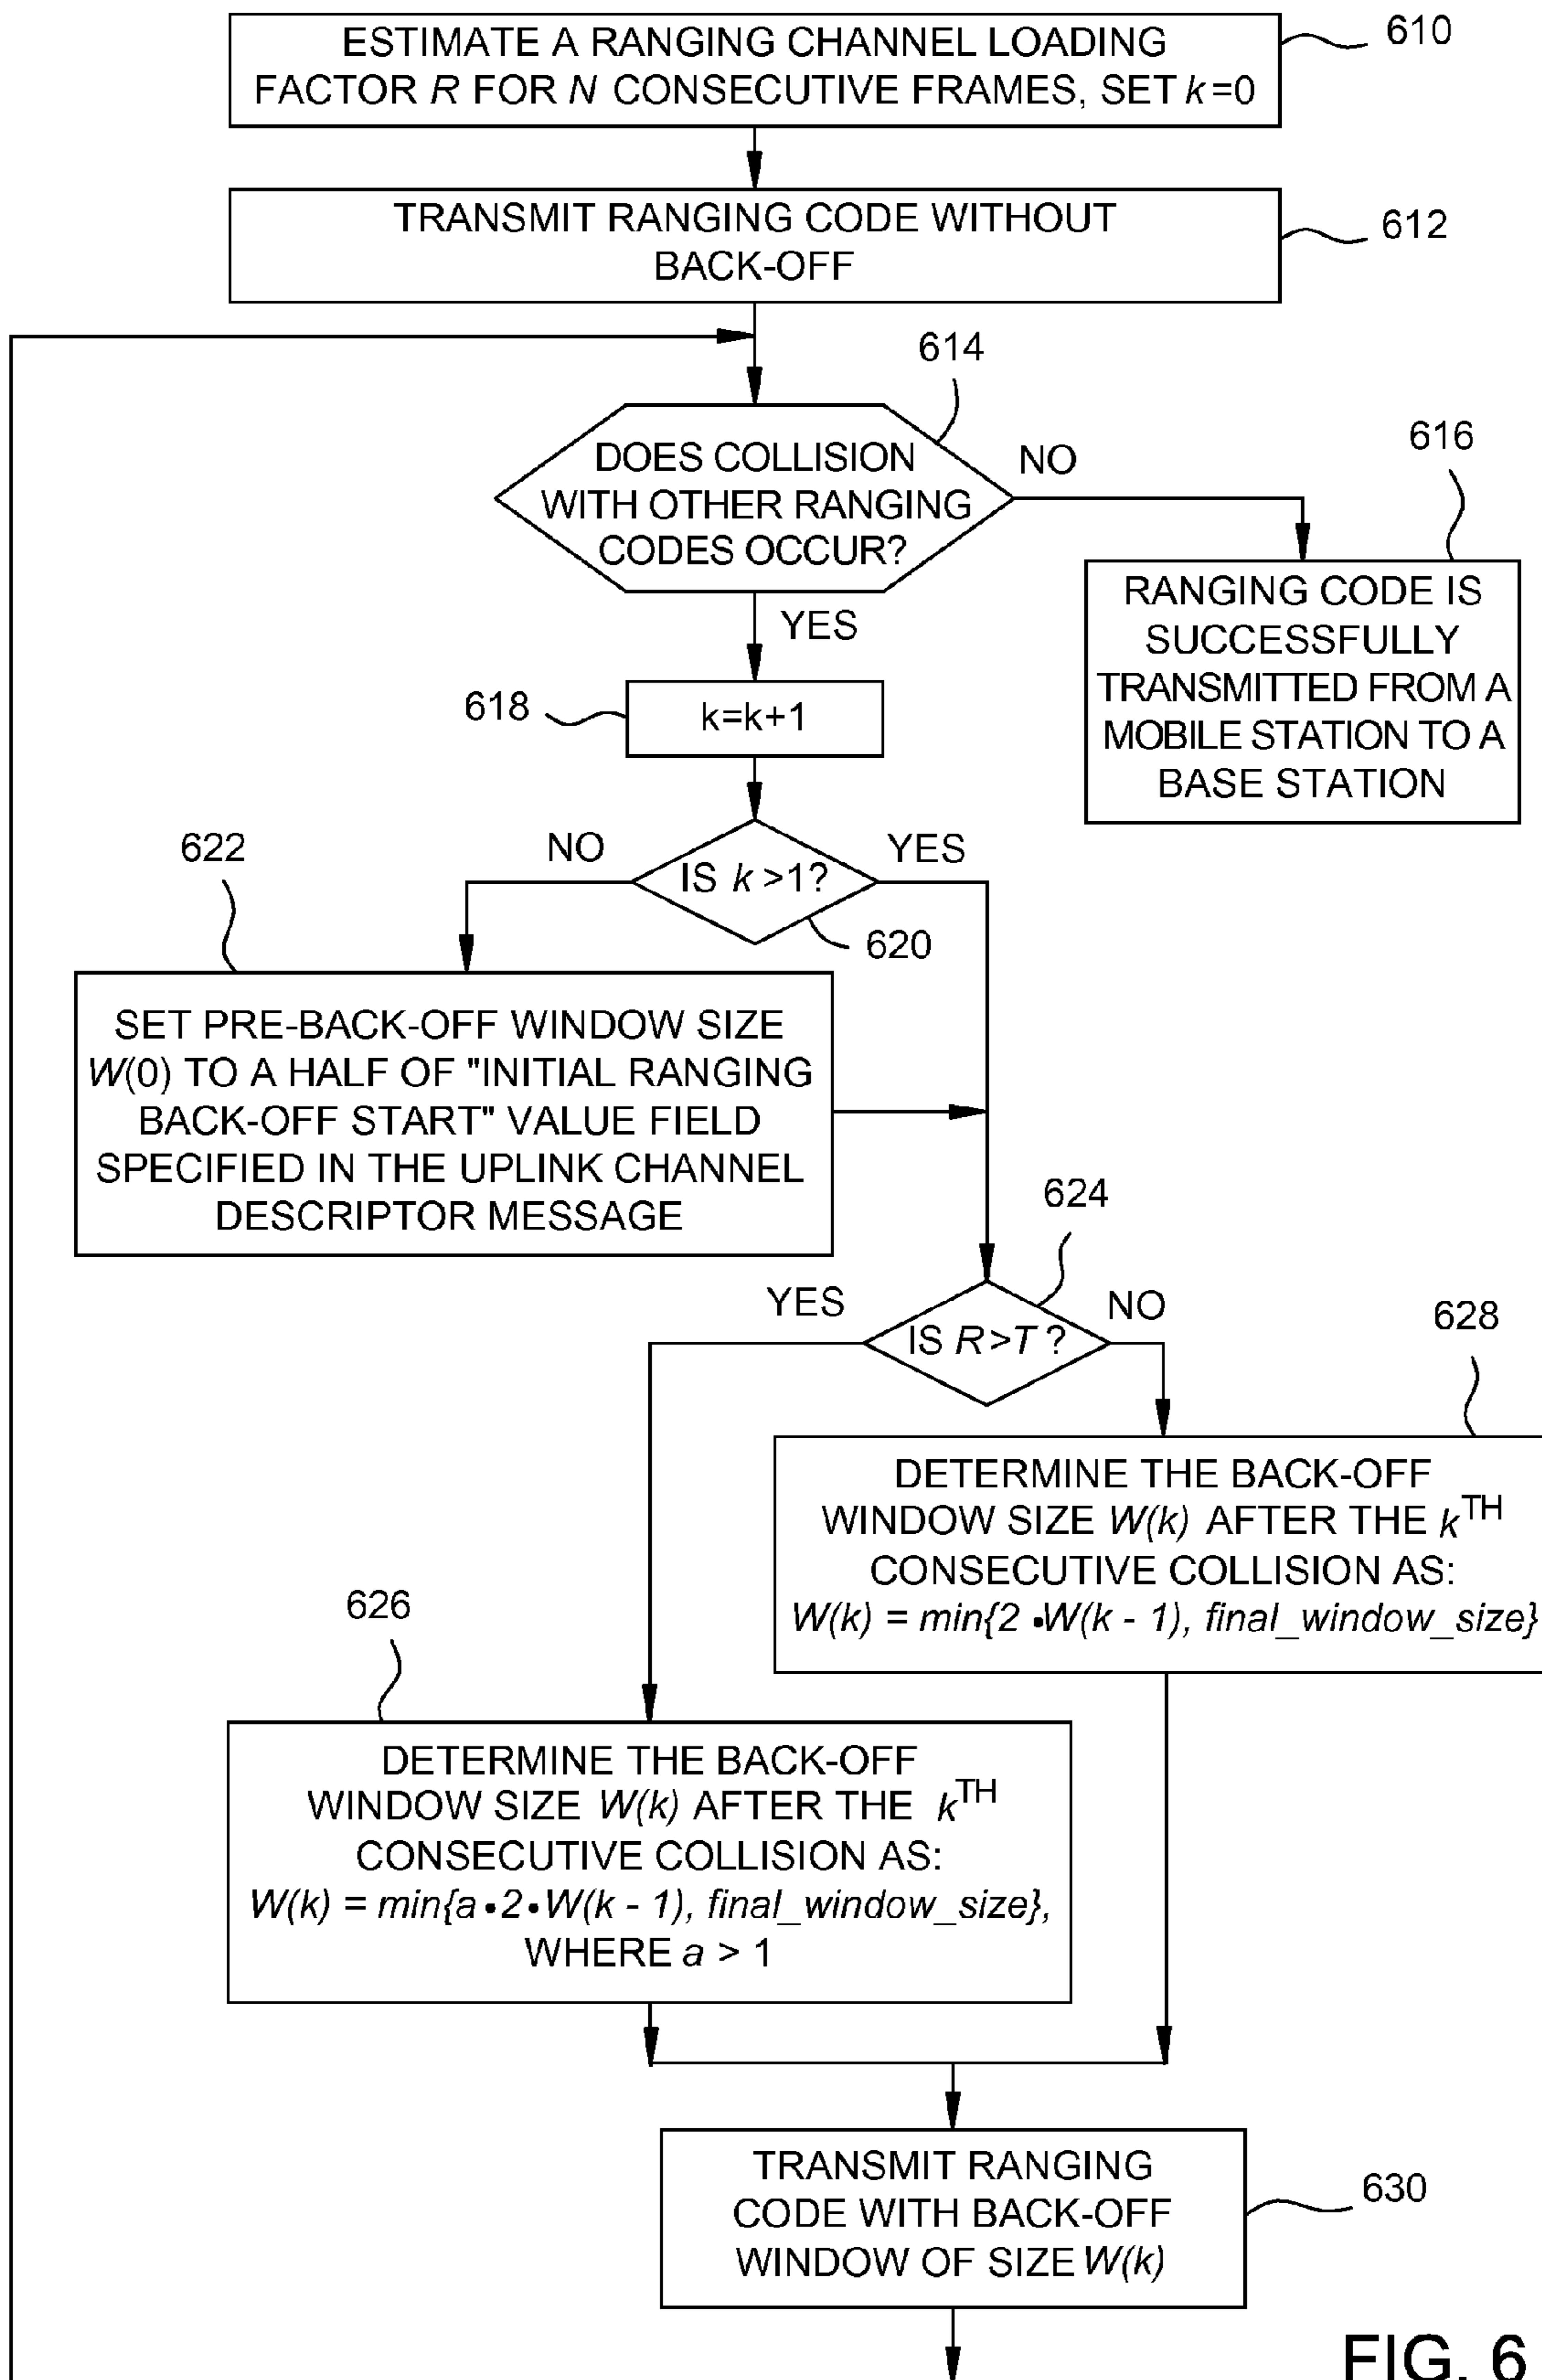 ESTIMATE A RANGING CHANNEL LOADING
FACTOR R FOR N CONSECUTIVE FRAMES, SET k=0
610
TRANSMIT RANGING CODE WITHOUT
BACK-OFF
612
614
DOES COLLISION
WITH OTHER RANGING
CODES OCCUR?
NO
616
RANGING CODE IS
SUCCESSFULLY
TRANSMITTED FROM A
MOBILE STATION TO A
BASE STATION
YES
618
k=k+1
622
NO
IS k >1?
YES
620
SET PRE-BACK-OFF WINDOW SIZE
W(0) TO A HALF OF "INITIAL RANGING
BACK-OFF START" VALUE FIELD
SPECIFIED IN THE UPLINK CHANNEL
DESCRIPTOR MESSAGE
624
YES
IS R>T ?
NO
628
DETERMINE THE BACK-OFF
WINDOW SIZE W(k) AFTER THE k^TH
CONSECUTIVE COLLISION AS:
W(k) = min{2 •W(k - 1), final_window_size}
626
DETERMINE THE BACK-OFF
WINDOW SIZE W(k) AFTER THE k^TH
CONSECUTIVE COLLISION AS:
W(k) = min{a•2•W(k - 1), final_window_size},
WHERE a > 1
TRANSMIT RANGING
CODE WITH BACK-OFF
WINDOW OF SIZE W(k)
630
FIG. 6